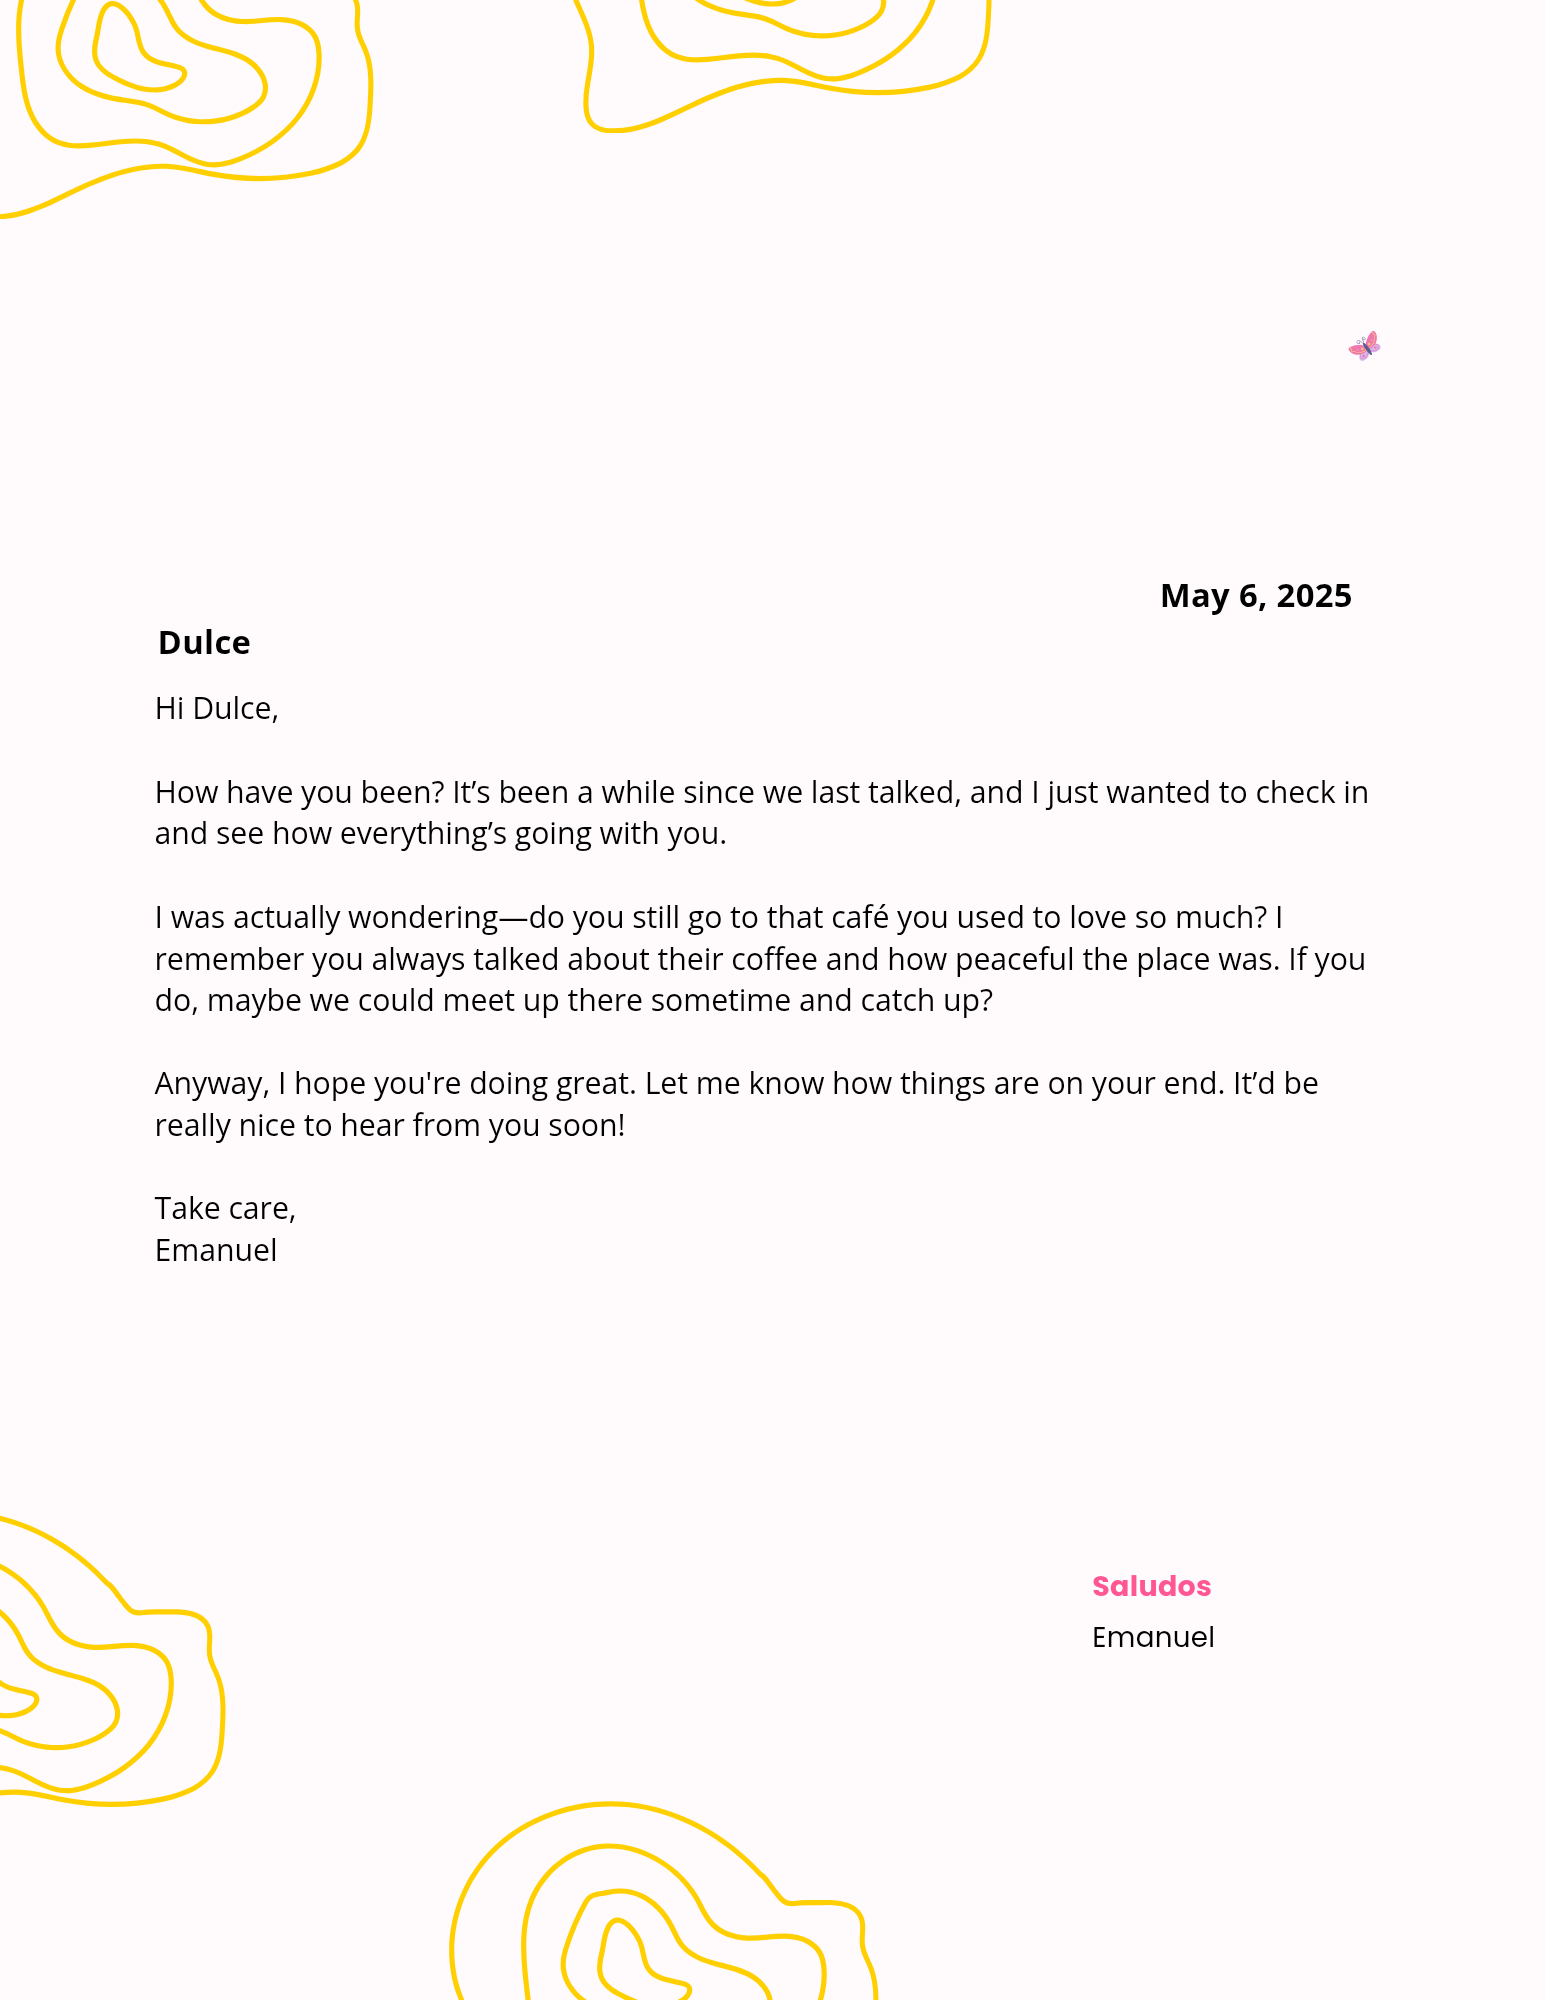 May 6, 2025
Dulce
Hi Dulce,
How have you been? It’s been a while since we last talked, and I just wanted to check in
and see how everything’s going with you.
I was actually wondering—do you still go to that café you used to love so much? I
remember you always talked about their coffee and how peaceful the place was. If you
do, maybe we could meet up there sometime and catch up?
Anyway, I hope you're doing great. Let me know how things are on your end. It’d be
really nice to hear from you soon!
Take care,
Emanuel
Saludos
Emanuel